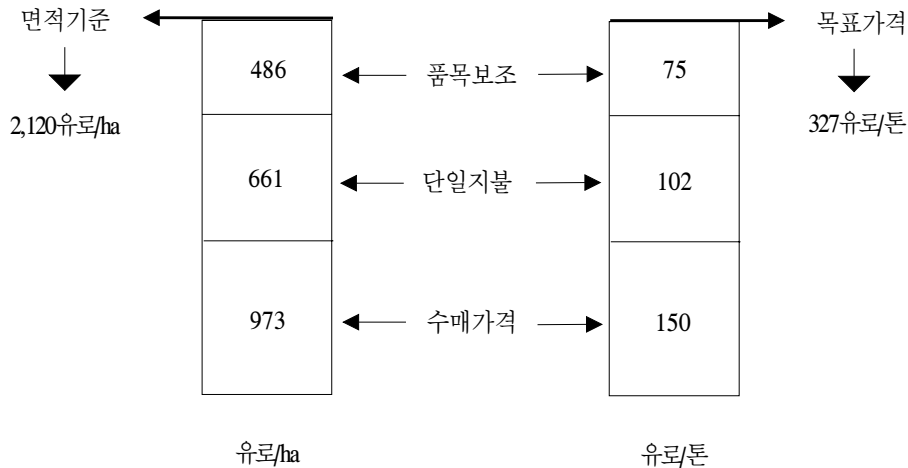 면적기준
목표가격
486
품목보조
75
2,120유로/ha
327유로/톤
661
단일지불
102
973
수매가격
150
유로/ha
유로/톤